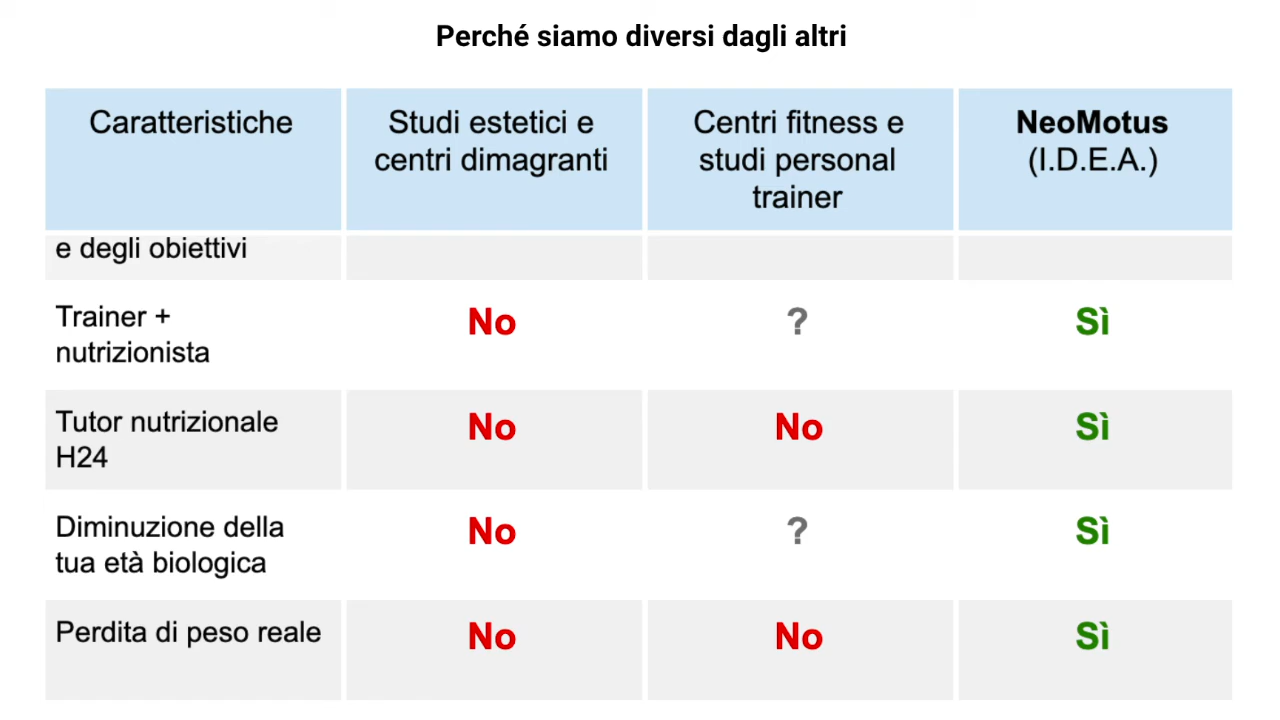 Perché siamo diversi dagli altri
Caratteristiche
Studi estetici e
centri dimagranti
Centri fitness e
studi personal
trainer
NeoMotus
(I.D.E.A.)
e degli obiettivi
Trainer +
nutrizionista
No
?
Sì
Tutor nutrizionale
H24
No
No
Sì
Diminuzione della
tua età biologica
No
?
Sì
Perdita di peso reale
No
No
Sì